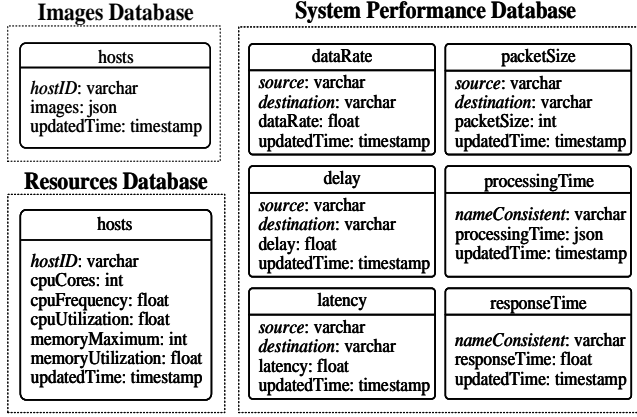 Images Database
hosts
hostID: varchar
images: json
updatedTime: timestamp
Resources Database
hosts
hostID: varchar
cpuCores: int
cpuFrequency: float
cpuUtilization: float
memoryMaximum: int
memoryUtilization: float
updatedTime: timestamp
System Performance Database
dataRate
source: varchar
destination: varchar
dataRate: float
updatedTime: timestamp
packetSize
source: varchar
destination: varchar
packetSize: int
updatedTime: timestamp
delay
source: varchar
destination: varchar
delay: float
updatedTime: timestamp
processingTime
nameConsistent: varchar
processingTime: json
updatedTime: timestamp
latency
source: varchar
destination: varchar
latency: float
updatedTime: timestamp
responseTime
nameConsistent: varchar
responseTime: float
updatedTime: timestamp